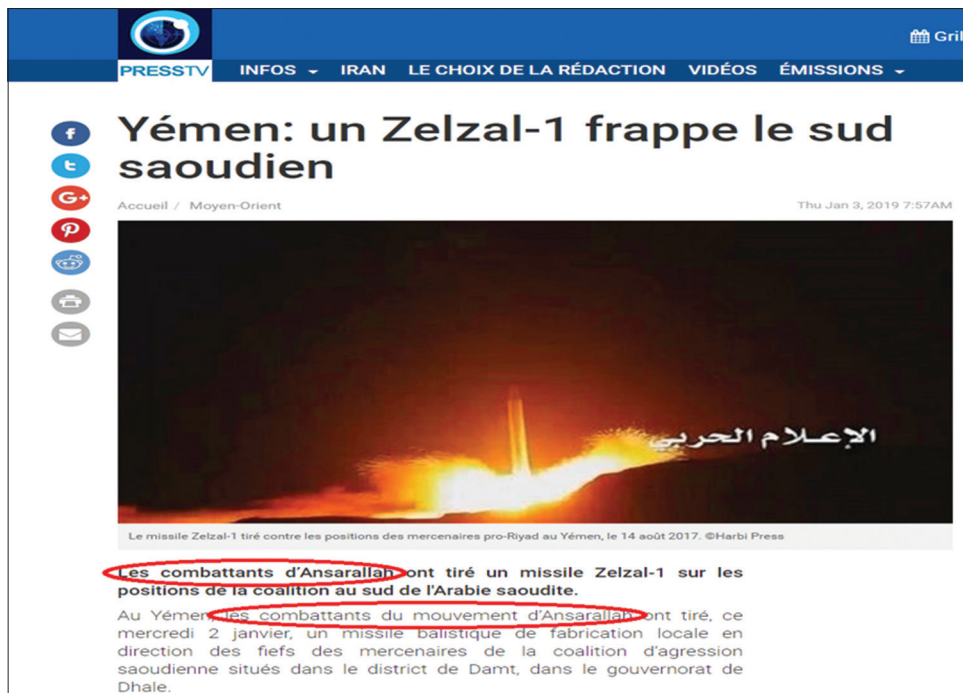 Gril
PRESSTV INFOS IRAN LE CHOIX DE LA RÉDACTION VIDÉOS ÉMISSIONS
Yémen: un Zelzal-1 frappe le sud
saoudien
Accueil / Moyen-Orient Thu Jan 3, 2019 7:57AM
الإعلام الحربي
Le missile Zelzal-1 tiré contre les positions des mercenaires pro-Riyad au Yémen, le 14 août 2017. ©Harbi Press
Les combattants d'Ansarallah ont tiré un missile Zelzal-1 sur les
positions de la coalition au sud de l'Arabie saoudite.
Au Yémen, les combattants du mouvement d'Ansarallah ont tiré, ce
mercredi 2 janvier, un missile balistique de fabrication locale en
direction des fiefs des mercenaires de la coalition d'agression
saoudienne situés dans le district de Damt, dans le gouvernorat de
Dhale.